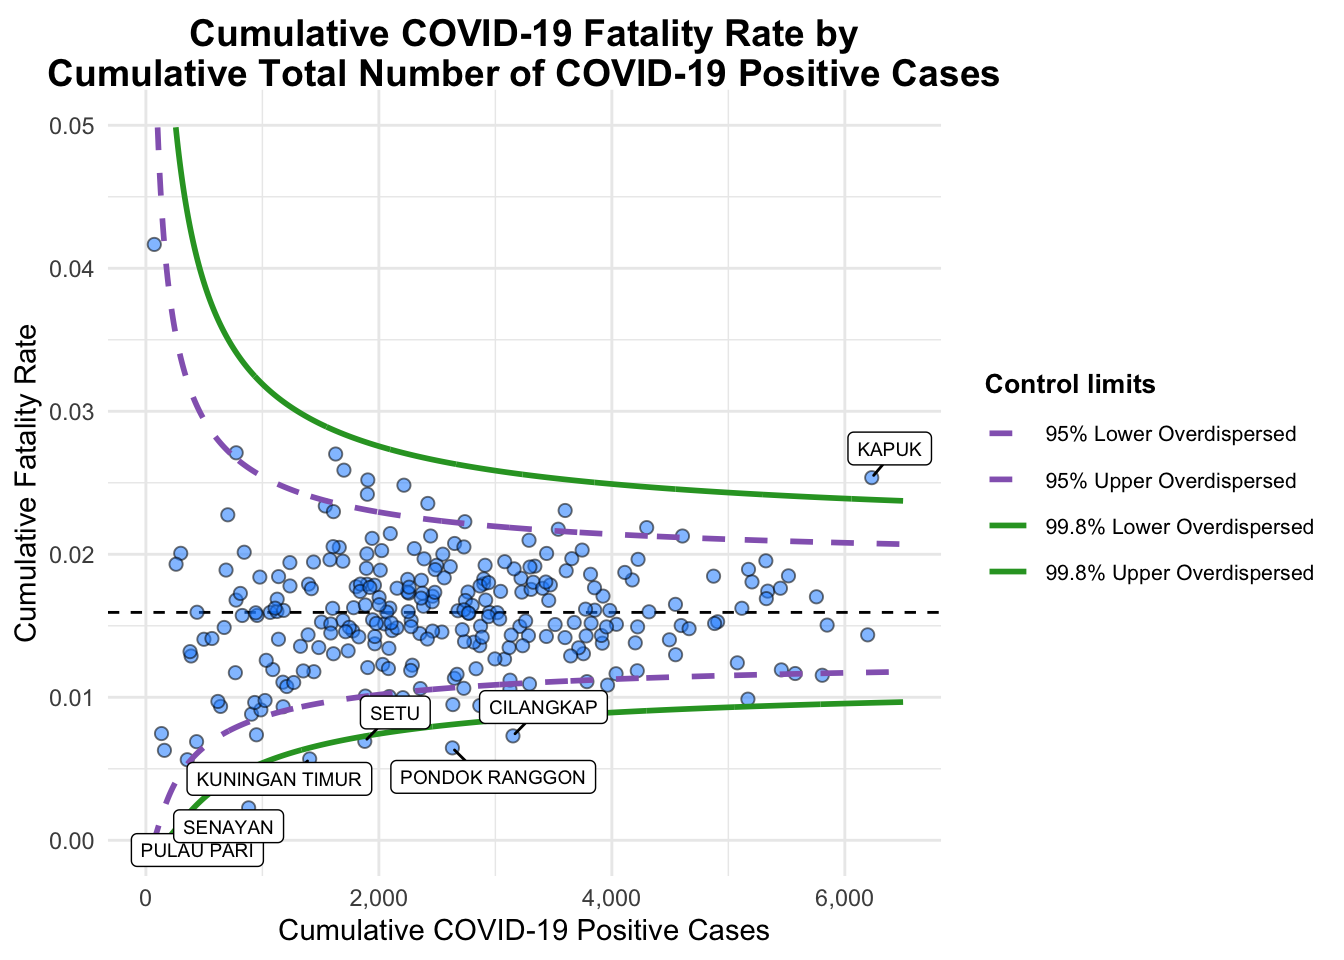 Cumulative COVID-19 Fatality Rate by
Cumulative Total Number of COVID-19 Positive Cases
0.05
0.04
0.03
0.02
0.01
0.00
Cumulative Fatality Rate
KAPUK
SETU
CILANGKAP
KUNINGAN TIMUR
PONDOK RANGGON
SENAYAN
PULAU PARI
0
2,000
4,000
6,000
Cumulative COVID-19 Positive Cases
Control limits
95% Lower Overdispersed
95% Upper Overdispersed
99.8% Lower Overdispersed
99.8% Upper Overdispersed